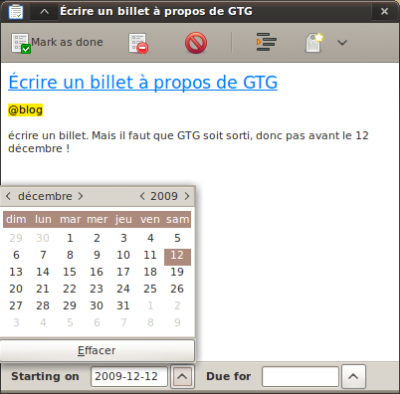 Écrire un billet à propos de GTG
Mark as done
Écrire un billet à propos de GTG
@blog
écrire un billet. Mais il faut que GTG soit sorti, donc pas avant le 12
décembre !
décembre 2009
dim lun mar mer jeu ven sam
29 30 1 2 3 4 5
6 7 8 9 10 11 12
13 14 15 16 17 18 19
20 21 22 23 24 25 26
27 28 29 30 31 1 2
3 4 5 6 7 8 9
Effacer
Starting on 2009-12-12 Due for